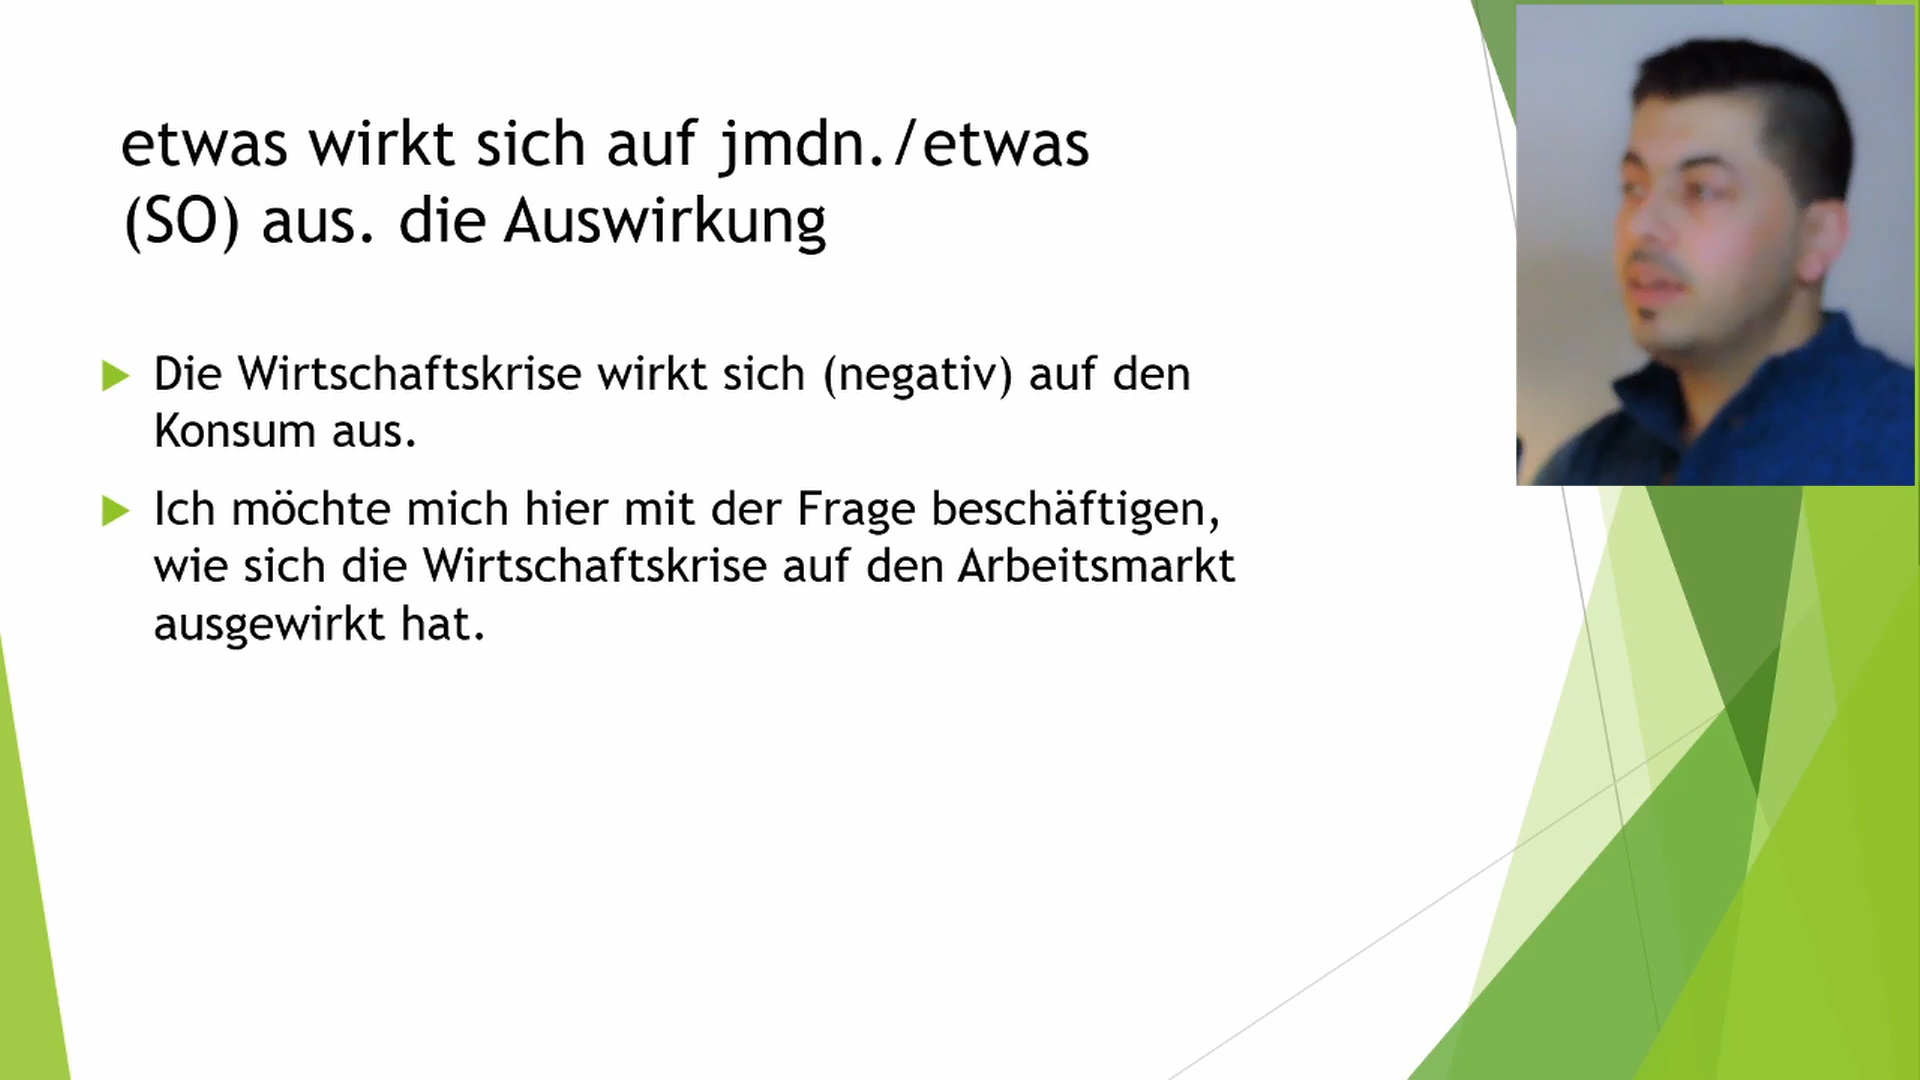 etwas wirkt sich auf jmdn./etwas
(SO) aus. die Auswirkung
Die Wirtschaftskrise wirkt sich (negativ) auf den
Konsum aus.
Ich möchte mich hier mit der Frage beschäftigen,
wie sich die Wirtschaftskrise auf den Arbeitsmarkt
ausgewirkt hat.